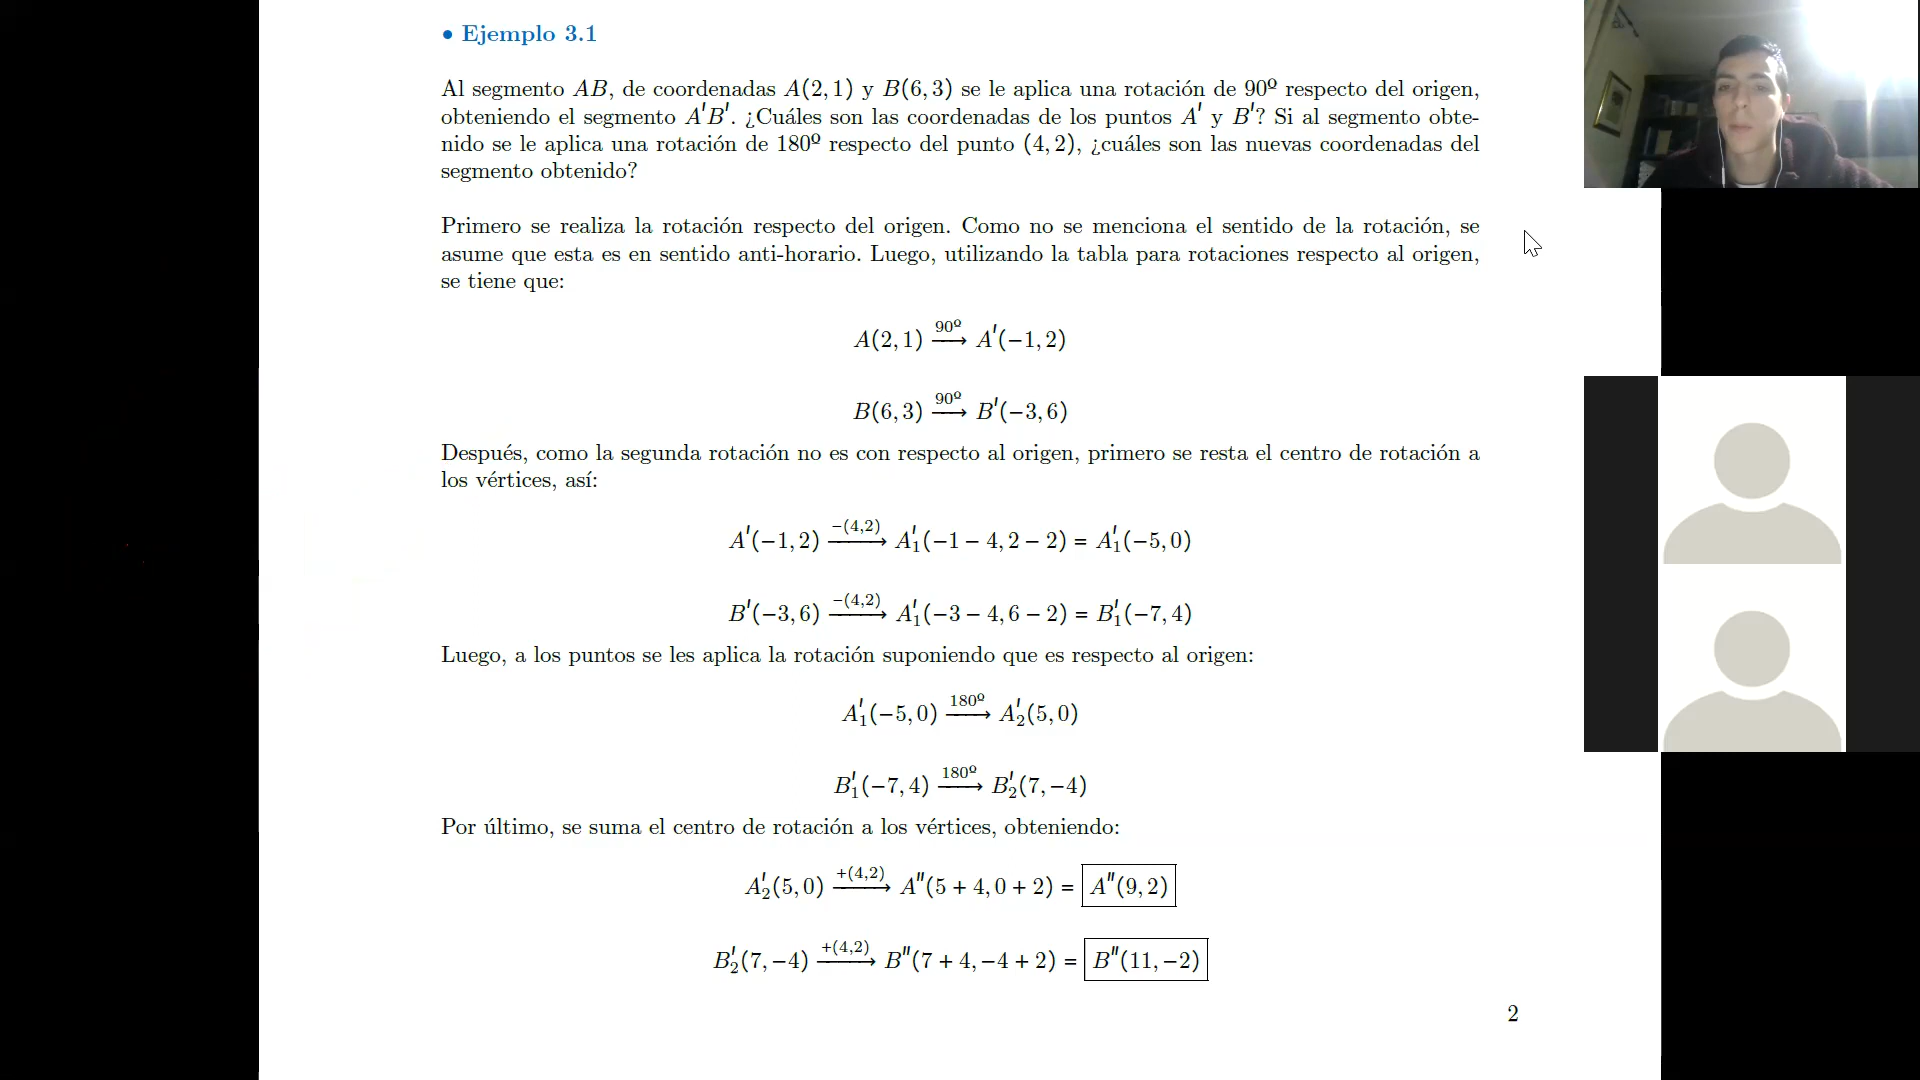 • Ejemplo 3.1
Al segmento AB, de coordenadas A(2, 1) y B(6, 3) se le aplica una rotación de 90º respecto del origen,
obteniendo el segmento A′B′. ¿Cuáles son las coordenadas de los puntos A′ y B′? Si al segmento obte-
nido se le aplica una rotación de 180º respecto del punto (4, 2), ¿cuáles son las nuevas coordenadas del
segmento obtenido?
Primero se realiza la rotación respecto del origen. Como no se menciona el sentido de la rotación, se
asume que esta es en sentido anti-horario. Luego, utilizando la tabla para rotaciones respecto al origen,
se tiene que:
A(2, 1) —90º→ A′(−1, 2)
B(6, 3) —90º→ B′(−3, 6)
Después, como la segunda rotación no es con respecto al origen, primero se resta el centro de rotación a
los vértices, así:
A′(−1, 2) —−(4,2)→ A′₁(−1 − 4, 2 − 2) = A′₁(−5, 0)
B′(−3, 6) —−(4,2)→ A′₁(−3 − 4, 6 − 2) = B′₁(−7, 4)
Luego, a los puntos se les aplica la rotación suponiendo que es respecto al origen:
A′₁(−5, 0) —180º→ A′₂(5, 0)
B′₁(−7, 4) —180º→ B′₂(7, −4)
Por último, se suma el centro de rotación a los vértices, obteniendo:
A′₂(5, 0) —+(4,2)→ A″(5 + 4, 0 + 2) = A″(9, 2)
B′₂(7, −4) —+(4,2)→ B″(7 + 4, −4 + 2) = B″(11, −2)
2